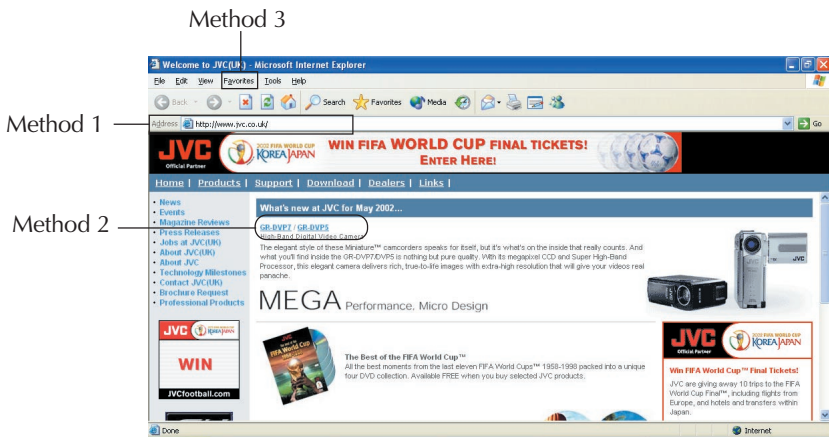 Method 3
Welcome to JVC(UK) - Microsoft Internet Explorer
File Edit View Favorites Tools Help
Back Search Favorites Media
Method 1
Address http://www.jvc.co.uk/ Go
JVC
Official Partner
2002 FIFA WORLD CUP
KOREA JAPAN
WIN FIFA WORLD CUP FINAL TICKETS!
ENTER HERE!
Home | Products | Support | Download | Dealers | Links |
• News
• Events
• Magazine Reviews
• Press Releases
• Jobs at JVC(UK)
• About JVC(UK)
• About JVC
• Technology Milestones
• Contact JVC(UK)
• Brochure Request
• Professional Products
What's new at JVC for May 2002...
Method 2
GR-DVP7 / GR-DVP5
High-Band Digital Video Camera
The elegant style of these Miniature™ camcorders speaks for itself, but it's what's on the inside that really counts. And
what you'll find inside the GR-DVP7/DVP5 is nothing but pure quality. With its megapixel CCD and Super High-Band
Processor, this elegant camera delivers rich, true-to-life images with extra-high resolution that will give your videos real
panache.
JVC
MEGA Performance. Micro Design
JVC
KOREA JAPAN
WIN
JVCfootball.com
The Best of the FIFA World Cup™
All the best moments from the last eleven FIFA World Cups™ 1958-1998 packed into a unique
four DVD collection. Available FREE when you buy selected JVC products.
JVC
Official Partner
2002 FIFA WORLD CUP
KOREA JAPAN
Win FIFA World Cup™ Final Tickets!
JVC are giving away 10 trips to the FIFA
World Cup Final™, including flights from
Europe, and hotels and transfers within
Japan.
Done Internet